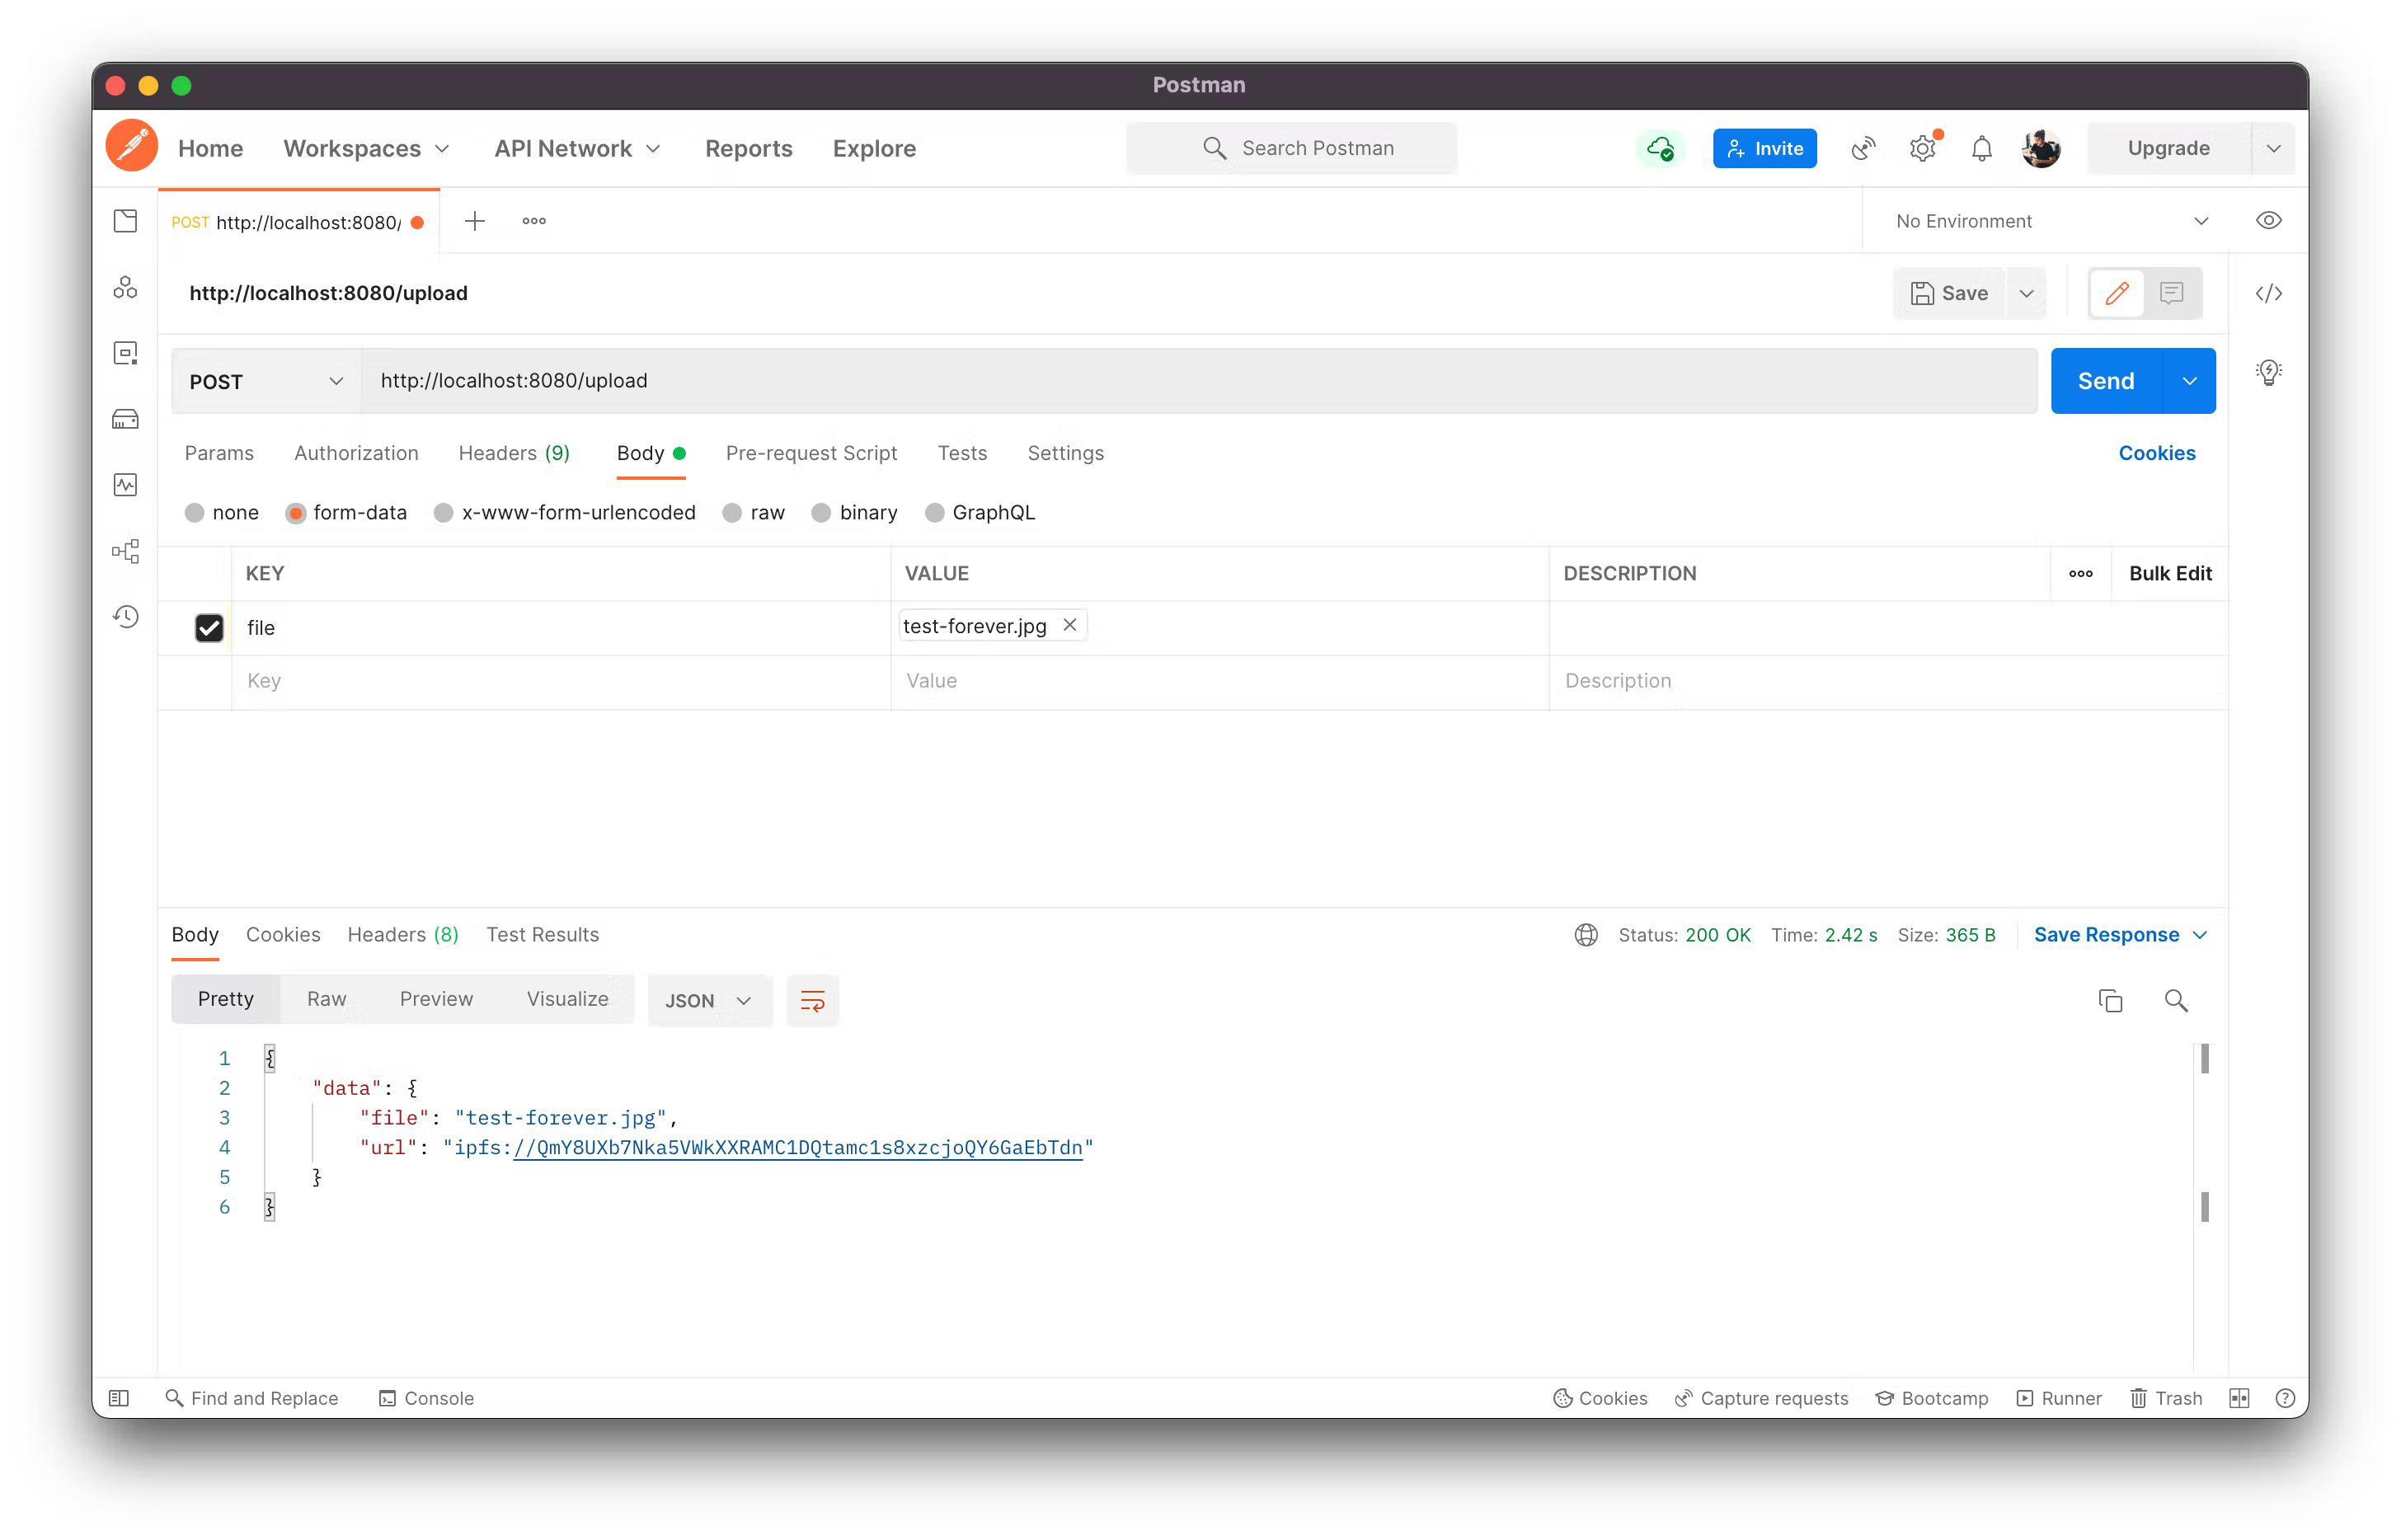 Postman
Home Workspaces API Network Reports Explore Search Postman Invite Upgrade
POST http://localhost:8080/ No Environment
http://localhost:8080/upload Save
POST http://localhost:8080/upload Send
Params Authorization Headers (9) Body Pre-request Script Tests Settings Cookies
none form-data x-www-form-urlencoded raw binary GraphQL
KEY VALUE DESCRIPTION Bulk Edit
file test-forever.jpg
Key Value Description
Body Cookies Headers (8) Test Results Status: 200 OK Time: 2.42 s Size: 365 B Save Response
Pretty Raw Preview Visualize JSON
1 {
2 "data": {
3 "file": "test-forever.jpg",
4 "url": "ipfs://QmY8UXb7Nka5VWkXXRAMC1DQtamc1s8xzcjoQY6GaEbTdn"
5 }
6 }
Find and Replace Console Cookies Capture requests Bootcamp Runner Trash